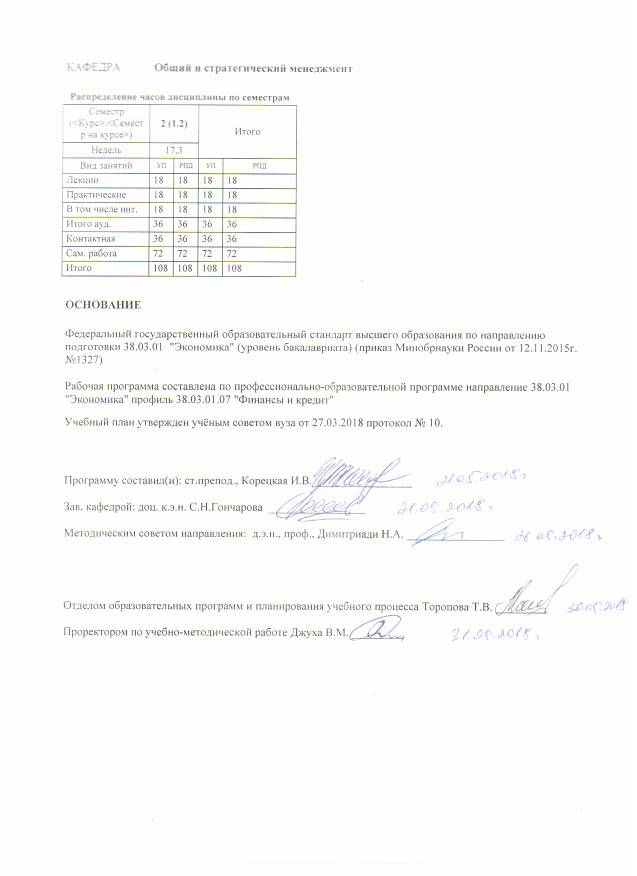 КАФЕДРА Общий и стратегический менеджмент
Распределение часов дисциплины по семестрам
Семестр 2 (1.2) Итого
(<Курс>.<Семест
р на курсе>)
Недель 17,3
Вид занятий УП РПД УП РПД
Лекции 18 18 18 18
Практические 18 18 18 18
В том числе инт. 18 18 18 18
Итого ауд. 36 36 36 36
Контактная 36 36 36 36
Сам. работа 72 72 72 72
Итого 108 108 108 108
ОСНОВАНИЕ
Федеральный государственный образовательный стандарт высшего образования по направлению
подготовки 38.03.01 "Экономика" (уровень бакалавриата) (приказ Минобрнауки России от 12.11.2015г.
№1327)
Рабочая программа составлена по профессионально-образовательной программе направление 38.03.01
"Экономика" профиль 38.03.01.07 "Финансы и кредит"
Учебный план утвержден учёным советом вуза от 27.03.2018 протокол № 10.
Программу составил(и): ст.препод., Корецкая И.В. 21.05.2018г
Зав. кафедрой: доц. к.э.н. С.Н.Гончарова 21.05.2018г.
Методическим советом направления: д.э.н., проф., Димитриади Н.А. 28.05.2018г.
Отделом образовательных программ и планирования учебного процесса Торопова Т.В. 30.05.2018
Проректором по учебно-методической работе Джуха В.М. 31.05.2018г.